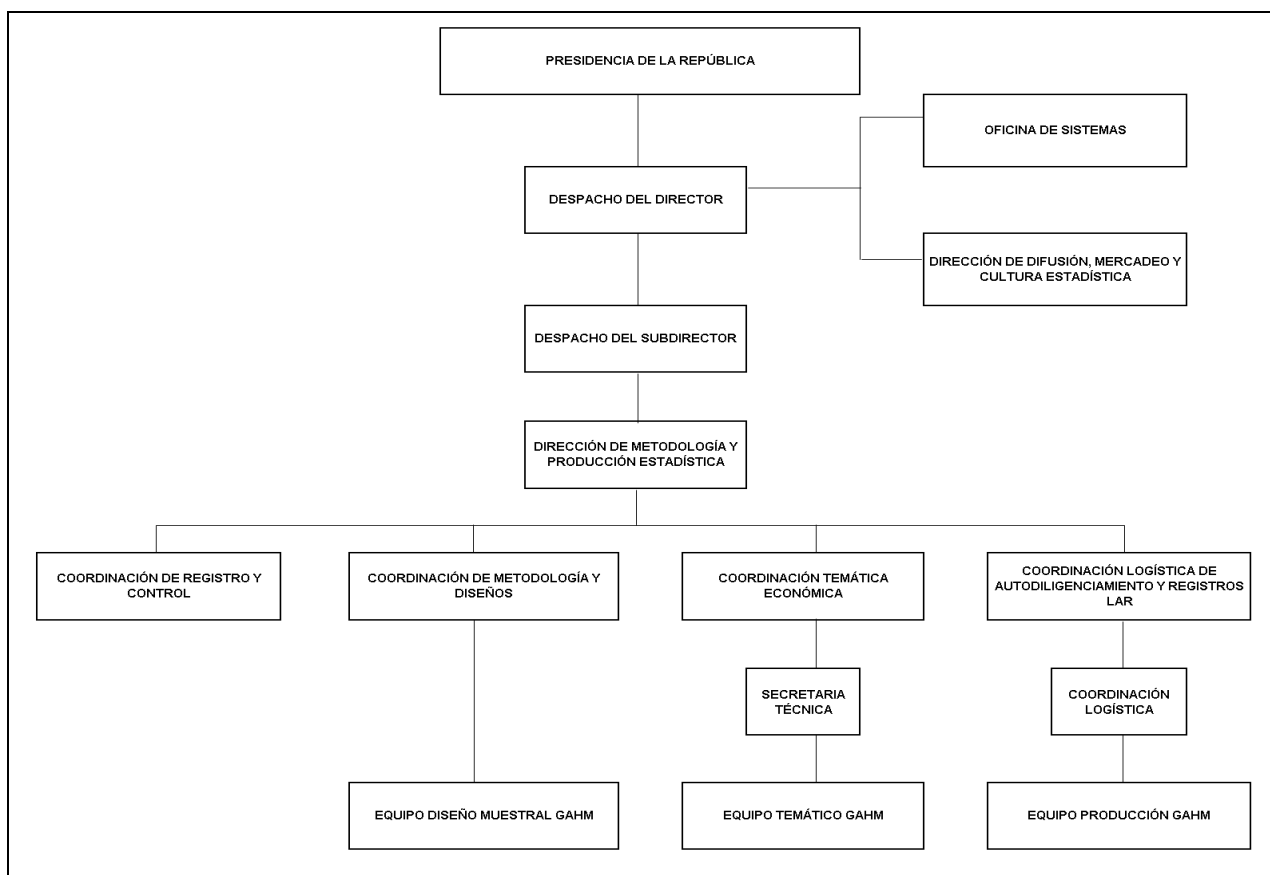 PRESIDENCIA DE LA REPÚBLICA
OFICINA DE SISTEMAS
DESPACHO DEL DIRECTOR
DIRECCIÓN DE DIFUSIÓN, MERCADEO Y
CULTURA ESTADÍSTICA
DESPACHO DEL SUBDIRECTOR
DIRECCIÓN DE METODOLOGÍA Y
PRODUCCIÓN ESTADÍSTICA
COORDINACIÓN DE REGISTRO Y
CONTROL
COORDINACIÓN DE METODOLOGÍA Y
DISEÑOS
COORDINACIÓN TEMÁTICA
ECONÓMICA
COORDINACIÓN LOGÍSTICA DE
AUTODILIGENCIAMIENTO Y REGISTROS
LAR
SECRETARIA
TÉCNICA
COORDINACIÓN
LOGÍSTICA
EQUIPO DISEÑO MUESTRAL GAHM
EQUIPO TEMÁTICO GAHM
EQUIPO PRODUCCIÓN GAHM